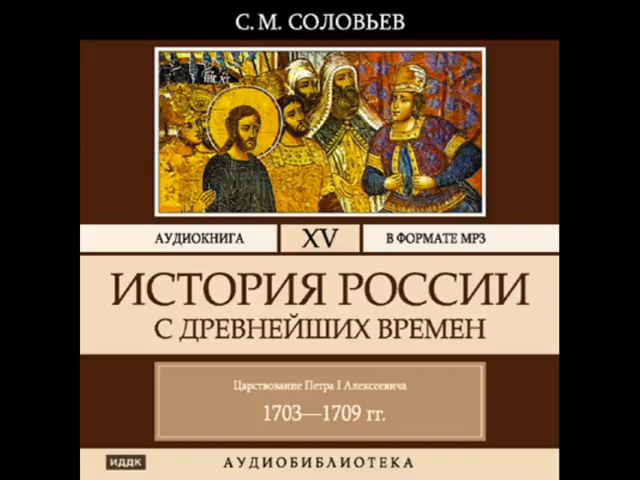 С. М. СОЛОВЬЕВ
АУДИОКНИГА XV В ФОРМАТЕ MP3
ИСТОРИЯ РОССИИ
С ДРЕВНЕЙШИХ ВРЕМЕН
Царствование Петра I Алексеевича
1703—1709 гг.
ИДДК АУДИОБИБЛИОТЕКА